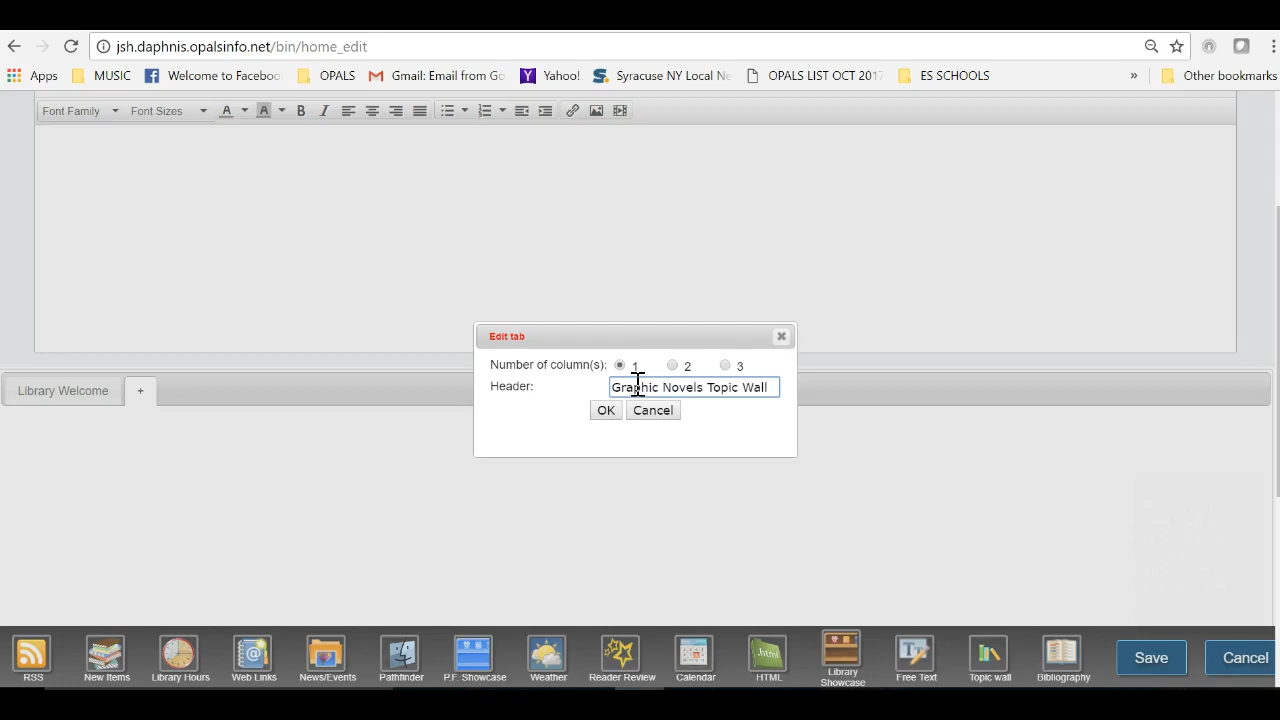 jsh.daphnis.opalsinfo.net/bin/home_edit
Apps MUSIC Welcome to Faceboo OPALS Gmail: Email from Go Yahoo! Syracuse NY Local Ne OPALS LIST OCT 2017 ES SCHOOLS » Other bookmarks
Font Family Font Sizes A A B I
Edit tab
Number of column(s): 1 2 3
Header: Graphic Novels Topic Wall
OK Cancel
Library Welcome +
RSS New Items Library Hours Web Links News/Events Pathfinder P.F. Showcase Weather Reader Review Calendar HTML Library Showcase Free Text Topic wall Bibliography
Save Cancel